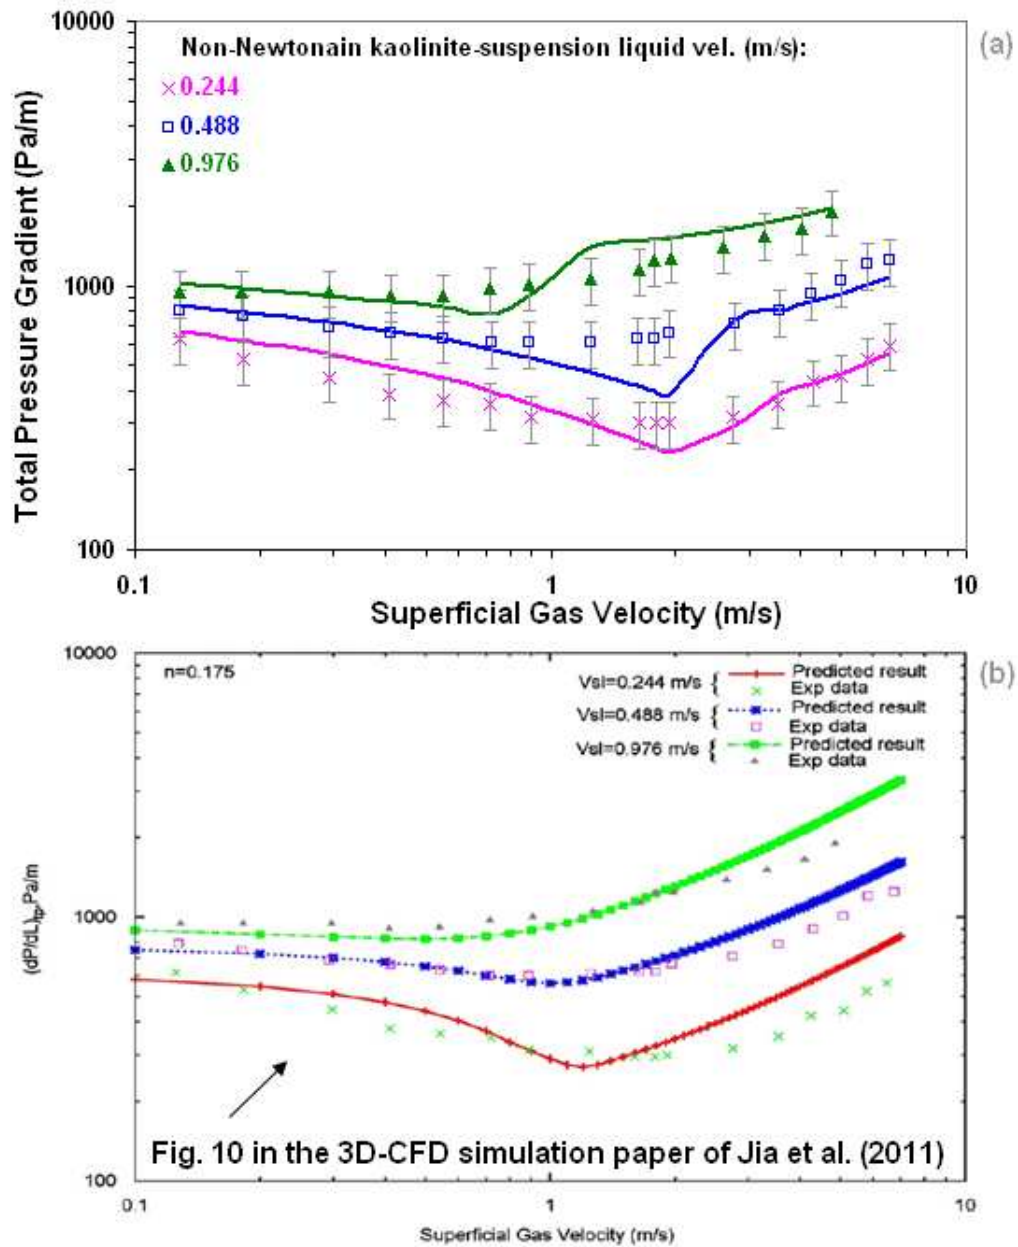 10000
(a)
Non-Newtonain kaolinite-suspension liquid vel. (m/s):
0.244
0.488
0.976
Total Pressure Gradient (Pa/m)
1000
100
0.1
1
10
Superficial Gas Velocity (m/s)
10000
(b)
n=0.175
Vsl=0.244 m/s { Predicted result
Exp data
Vsl=0.488 m/s { Predicted result
Exp data
Vsl=0.976 m/s { Predicted result
Exp data
(dP/dL)tp,Pa/m
1000
Fig. 10 in the 3D-CFD simulation paper of Jia et al. (2011)
100
0.1
1
10
Superficial Gas Velocity (m/s)